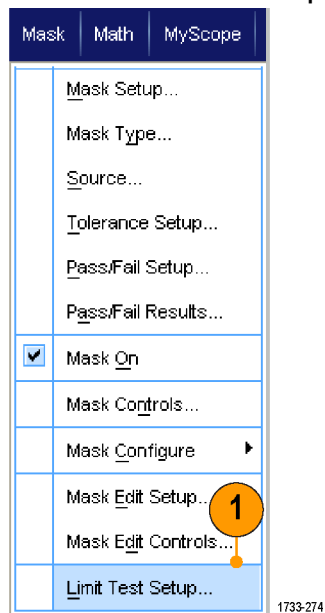 Mask Math MyScope
Mask Setup...
Mask Type...
Source...
Tolerance Setup...
Pass/Fail Setup...
Pass/Fail Results...
Mask On
Mask Controls...
Mask Configure
Mask Edit Setup...
1
Mask Edit Controls...
Limit Test Setup...
1733-274